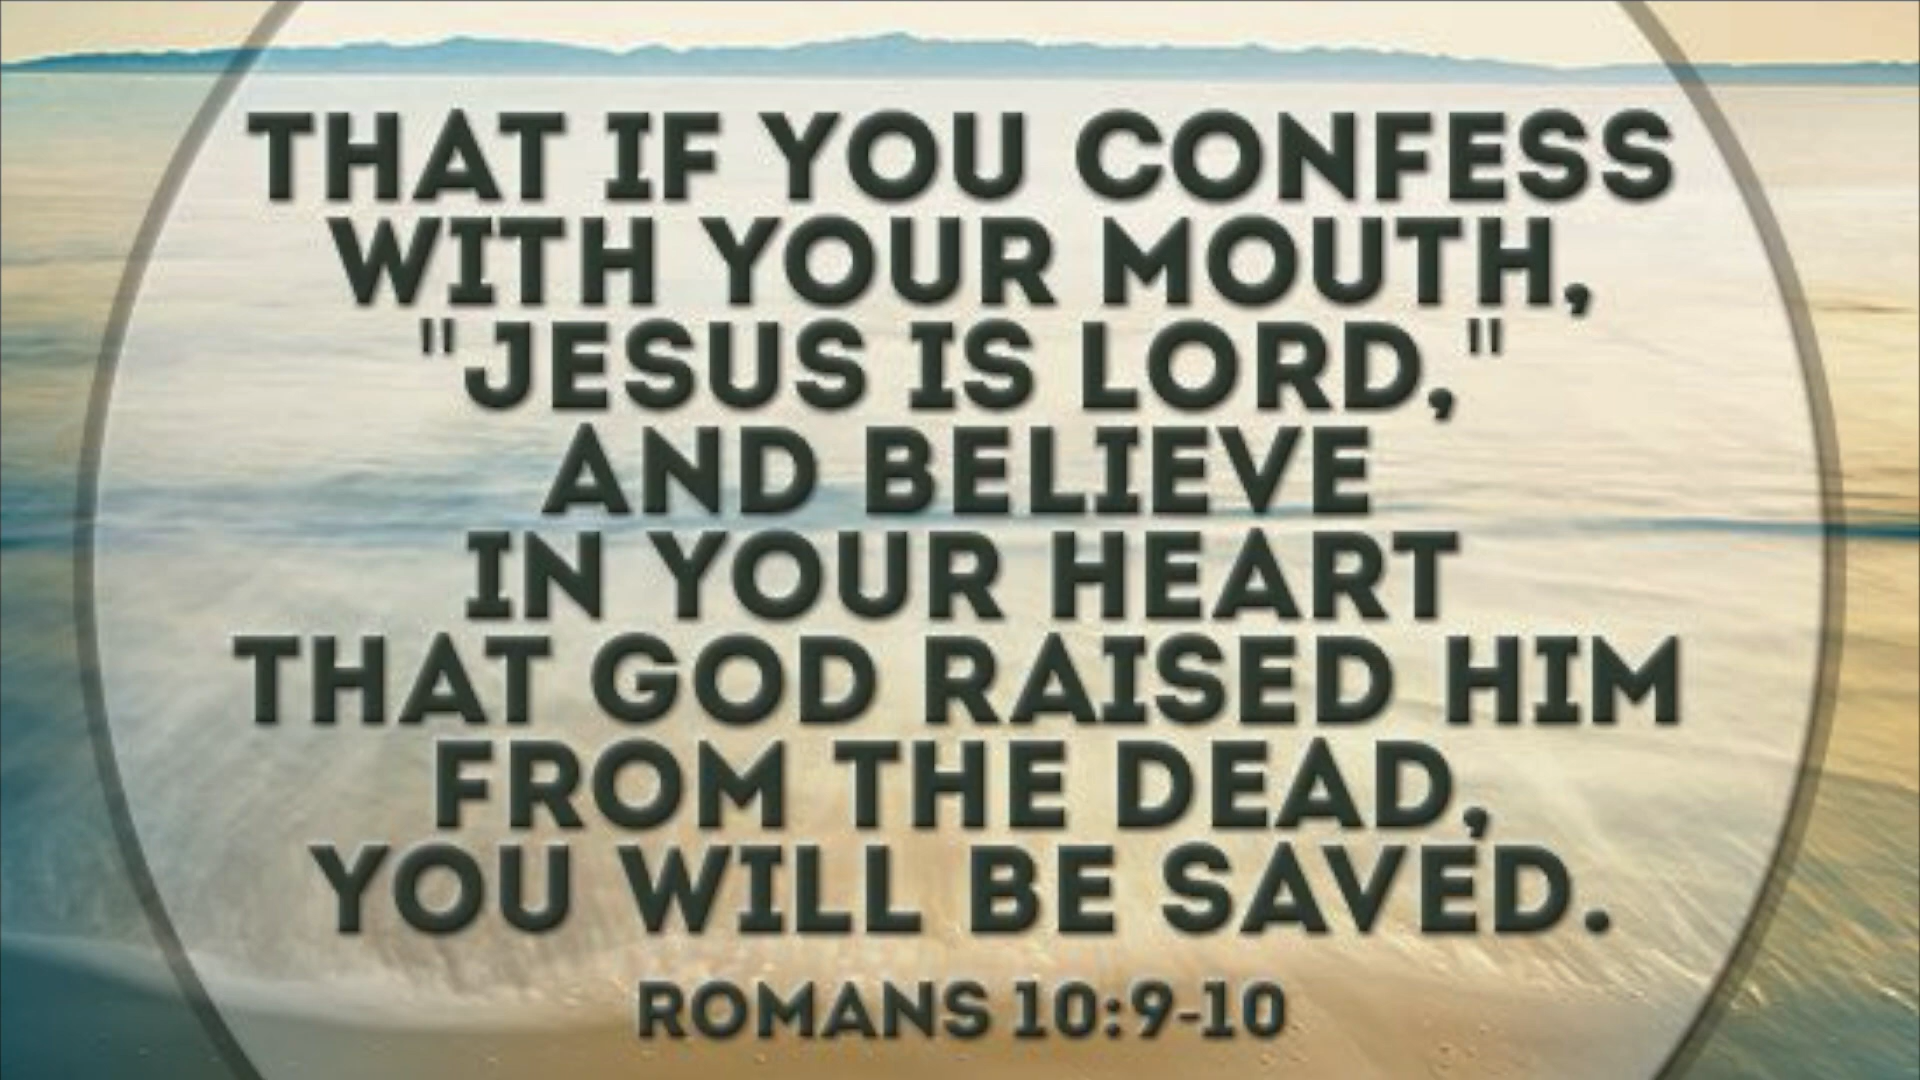 THAT IF YOU CONFESS
WITH YOUR MOUTH,
"JESUS IS LORD,"
AND BELIEVE
IN YOUR HEART
THAT GOD RAISED HIM
FROM THE DEAD,
YOU WILL BE SAVED.
ROMANS 10:9-10